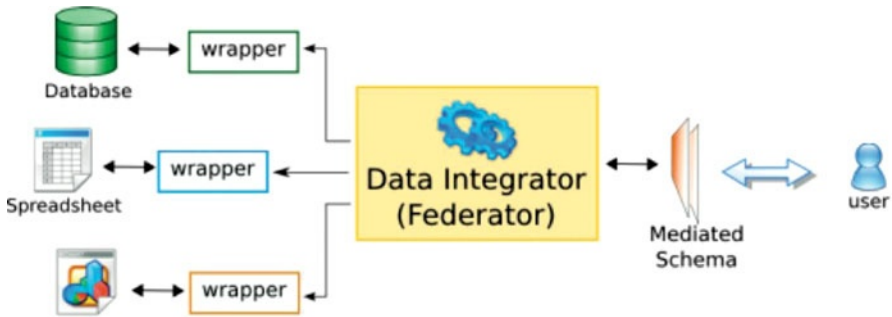 wrapper
Database
wrapper
Spreadsheet
wrapper
Data Integrator
(Federator)
Mediated
Schema
user